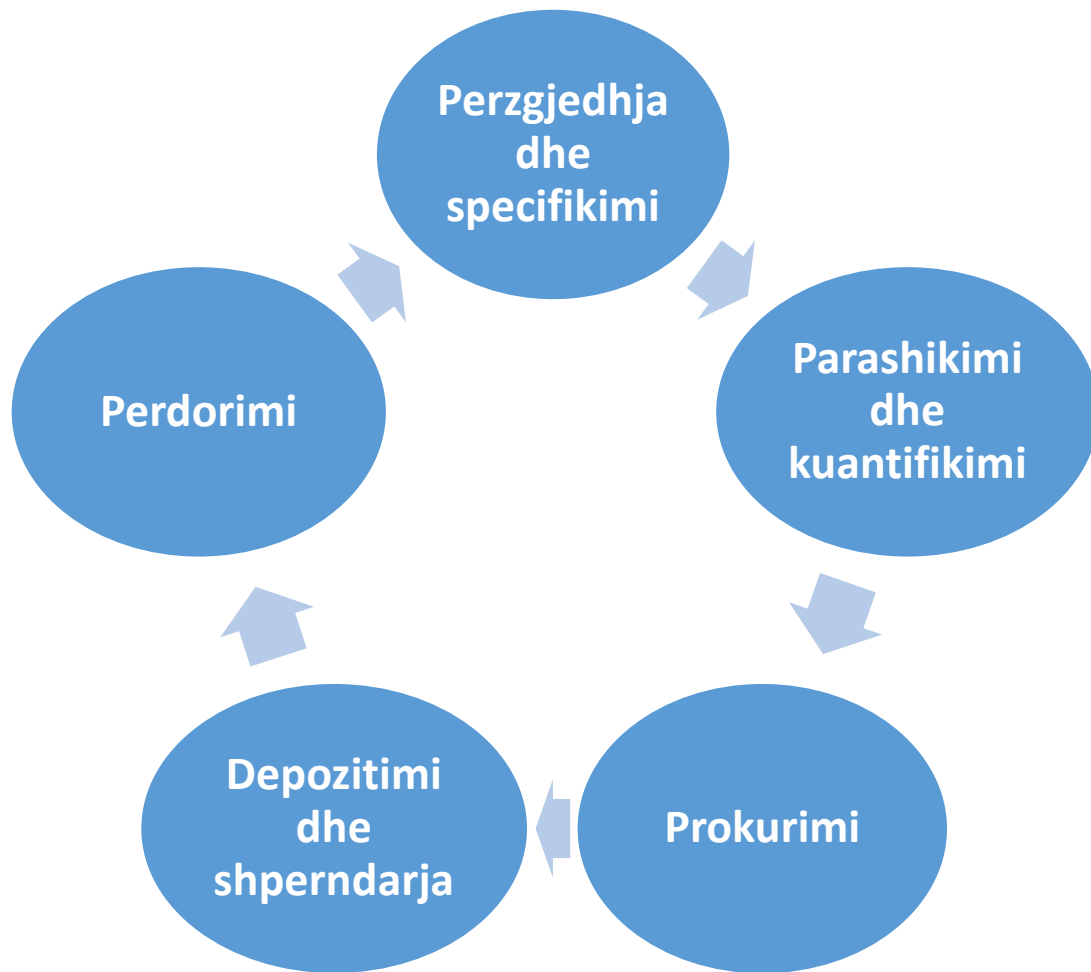 Perzgjedhja
dhe
specifikimi
Parashikimi
dhe
kuantifikimi
Prokurimi
Depozitimi
dhe
shperndarja
Perdorimi